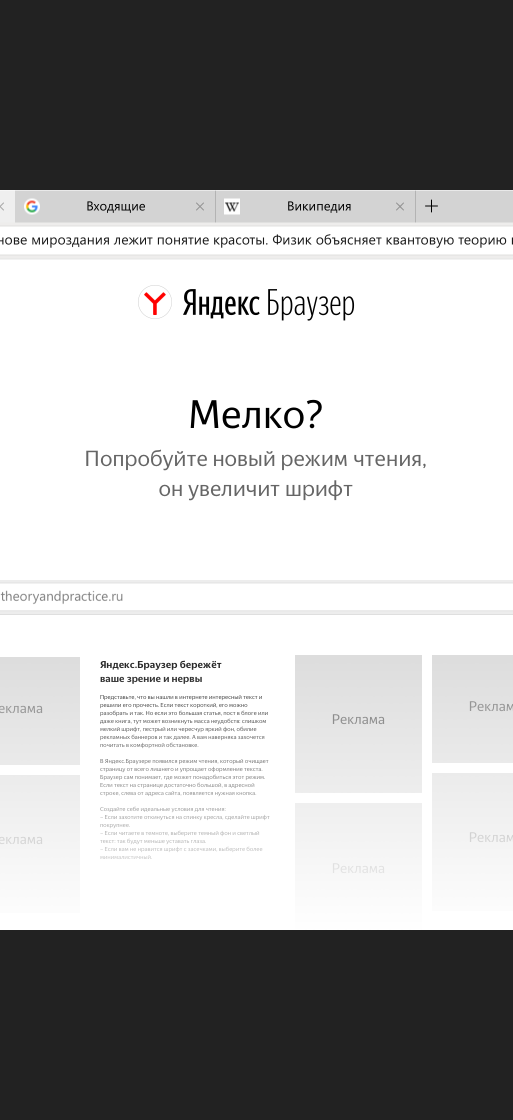 Входящие
Википедия
нове мироздания лежит понятие красоты. Физик объясняет квантовую теорию
Яндекс Браузер
Мелко?
Попробуйте новый режим чтения,
он увеличит шрифт
theoryandpractice.ru
Яндекс.Браузер бережёт
ваше зрение и нервы
Представьте, что вы нашли в интернете интересный текст и
решили его прочесть. Если текст короткий, его можно
разобрать и так. Но если это большая статья, пост в блоге или
даже книга, тут может возникнуть масса неудобств: слишком
мелкий шрифт, пестрый или чересчур яркий фон, обилие
рекламных баннеров и так далее. А вам наверняка захочется
почитать в комфортной обстановке.
В Яндекс.Браузере появился режим чтения, который очищает
страницу от всего лишнего и упрощает оформление текста.
Браузер сам понимает, где может понадобиться этот режим.
Если текст на странице достаточно большой, в адресной
строке, слева от адреса сайта, появляется нужная кнопка.
Создайте себе идеальные условия для чтения:
– Если захотите откинуться на спинку кресла, сделайте шрифт
покрупнее.
– Если читаете в темноте, выберите темный фон и светлый
текст: так будут меньше уставать глаза.
– Если вам не нравится шрифт с засечками, выберите более
минималистичный.
еклама
еклама
Реклама
Реклама
Реклам
Реклам